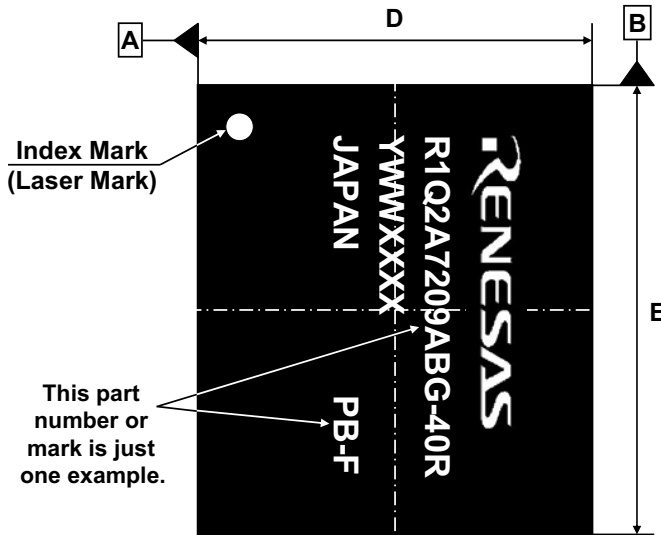 A
D
B
Index Mark
(Laser Mark)
RENESAS
R1Q2A7209ABG-40R
YWWXXXX
JAPAN
PB-F
E
This part
number or
mark is just
one example.